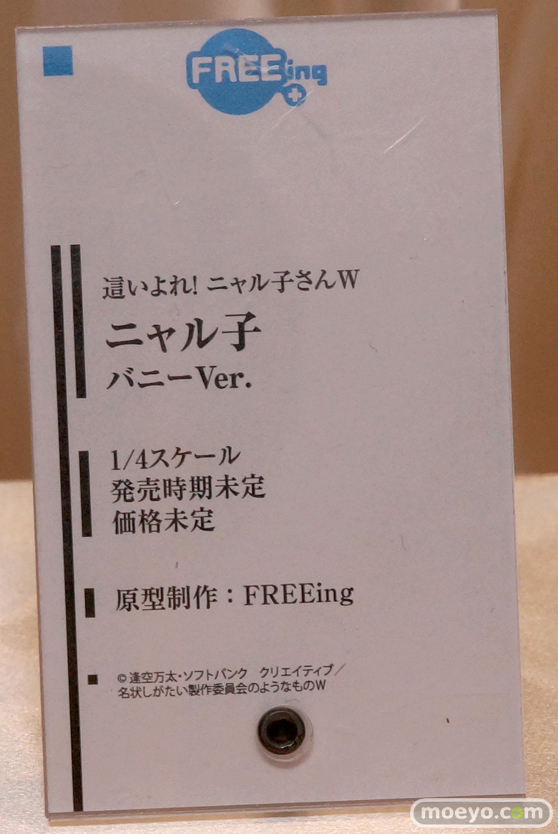 FREEing
這いよれ! ニャル子さんW
ニャル子
バニーVer.
1/4スケール
発売時期未定
価格未定
原型制作：FREEing
©逢空万太・ソフトバンク クリエイティブ／
名状しがたい製作委員会のようなものW
moeyo.com